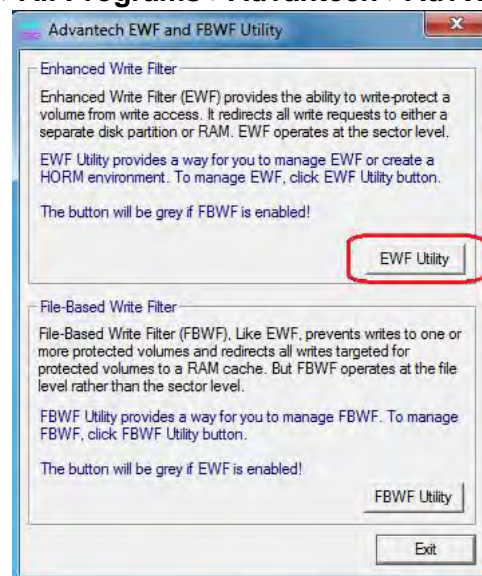 All Programs
Advantech EWF and FBWF Utility
Enhanced Write Filter
Enhanced Write Filter (EWF) provides the ability to write-protect a
volume from write access. It redirects all write requests to either a
separate disk partition or RAM. EWF operates at the sector level.
EWF Utility provides a way for you to manage EWF or create a
HORM environment. To manage EWF, click EWF Utility button.
The button will be grey if FBWF is enabled!
EWF Utility
File-Based Write Filter
File-Based Write Filter (FBWF), Like EWF, prevents writes to one or
more protected volumes and redirects all writes targeted for
protected volumes to a RAM cache. But FBWF operates at the file
level rather than the sector level.
FBWF Utility provides a way for you to manage FBWF. To manage
FBWF, click FBWF Utility button.
The button will be grey if EWF is enabled!
FBWF Utility
Exit